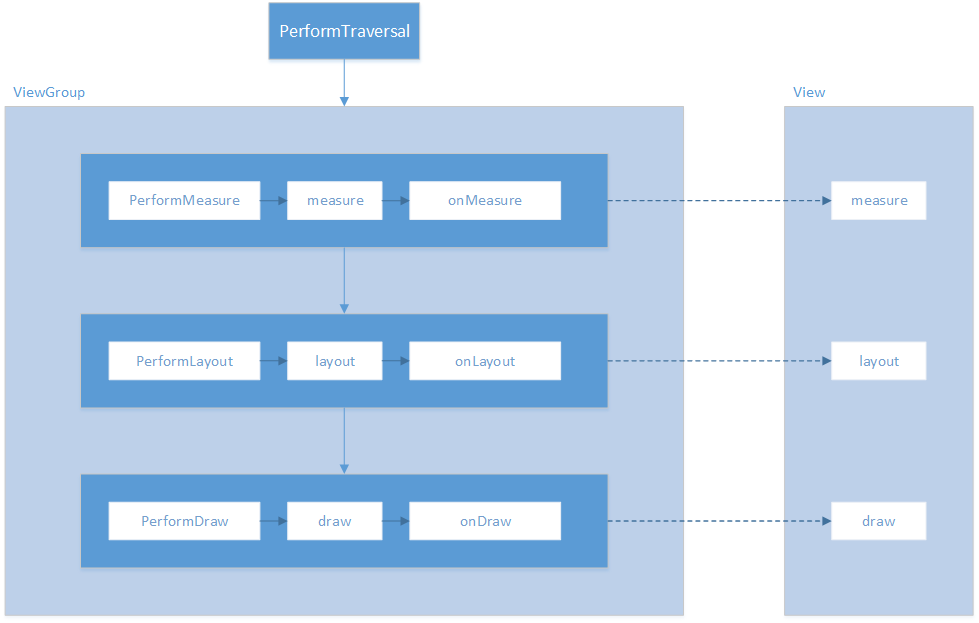 PerformTraversal
ViewGroup
View
PerformMeasure
measure
onMeasure
measure
PerformLayout
layout
onLayout
layout
PerformDraw
draw
onDraw
draw